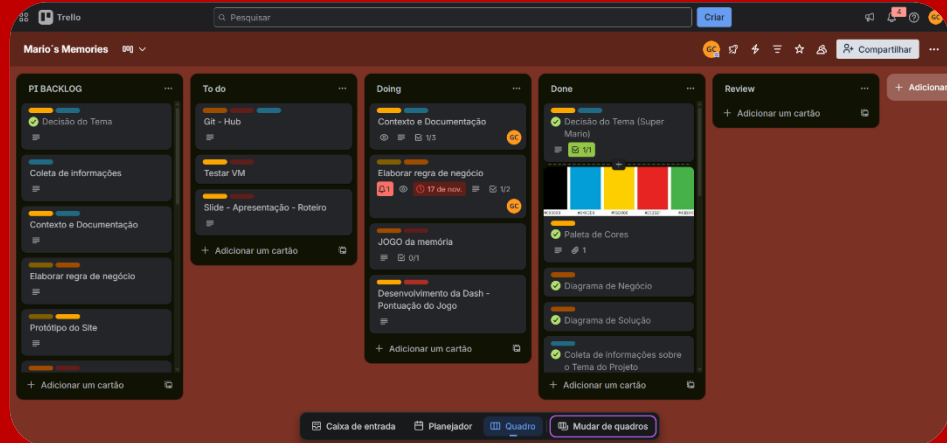 Trello
Pesquisar
Criar
4
GC
Mario´s Memories
GC
Compartilhar
PI BACKLOG
Decisão do Tema
Coleta de informações
Contexto e Documentação
Elaborar regra de negócio
Protótipo do Site
+ Adicionar um cartão
To do
Git - Hub
Testar VM
Slide - Apresentação - Roteiro
+ Adicionar um cartão
Doing
Contexto e Documentação
1/3
GC
Elaborar regra de negócio
1
17 de nov.
1/2
GC
JOGO da memória
0/1
Desenvolvimento da Dash -
Pontuação do Jogo
+ Adicionar um cartão
Done
Decisão do Tema (Super
Mario)
1/1
Paleta de Cores
1
Diagrama de Negócio
Diagrama de Solução
Coleta de informações sobre
o Tema do Projeto
+ Adicionar um cartão
Review
+ Adicionar um cartão
+ Adicionar
Caixa de entrada
Planejador
Quadro
Mudar de quadros